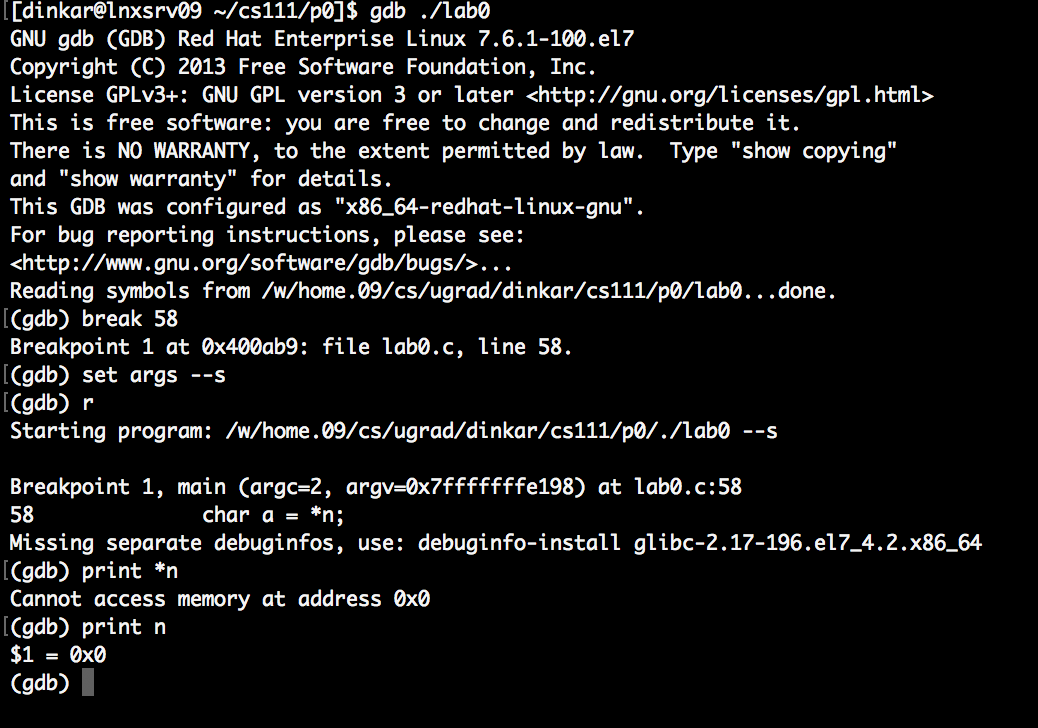 [dinkar@lnxsrv09 ~/cs111/p0]$ gdb ./lab0
GNU gdb (GDB) Red Hat Enterprise Linux 7.6.1-100.el7
Copyright (C) 2013 Free Software Foundation, Inc.
License GPLv3+: GNU GPL version 3 or later <http://gnu.org/licenses/gpl.html>
This is free software: you are free to change and redistribute it.
There is NO WARRANTY, to the extent permitted by law.  Type "show copying"
and "show warranty" for details.
This GDB was configured as "x86_64-redhat-linux-gnu".
For bug reporting instructions, please see:
<http://www.gnu.org/software/gdb/bugs/>...
Reading symbols from /w/home.09/cs/ugrad/dinkar/cs111/p0/lab0...done.
(gdb) break 58
Breakpoint 1 at 0x400ab9: file lab0.c, line 58.
(gdb) set args --s
(gdb) r
Starting program: /w/home.09/cs/ugrad/dinkar/cs111/p0/./lab0 --s
Breakpoint 1, main (argc=2, argv=0x7fffffffe198) at lab0.c:58
58              char a = *n;
Missing separate debuginfos, use: debuginfo-install glibc-2.17-196.el7_4.2.x86_64
(gdb) print *n
Cannot access memory at address 0x0
(gdb) print n
$1 = 0x0
(gdb)